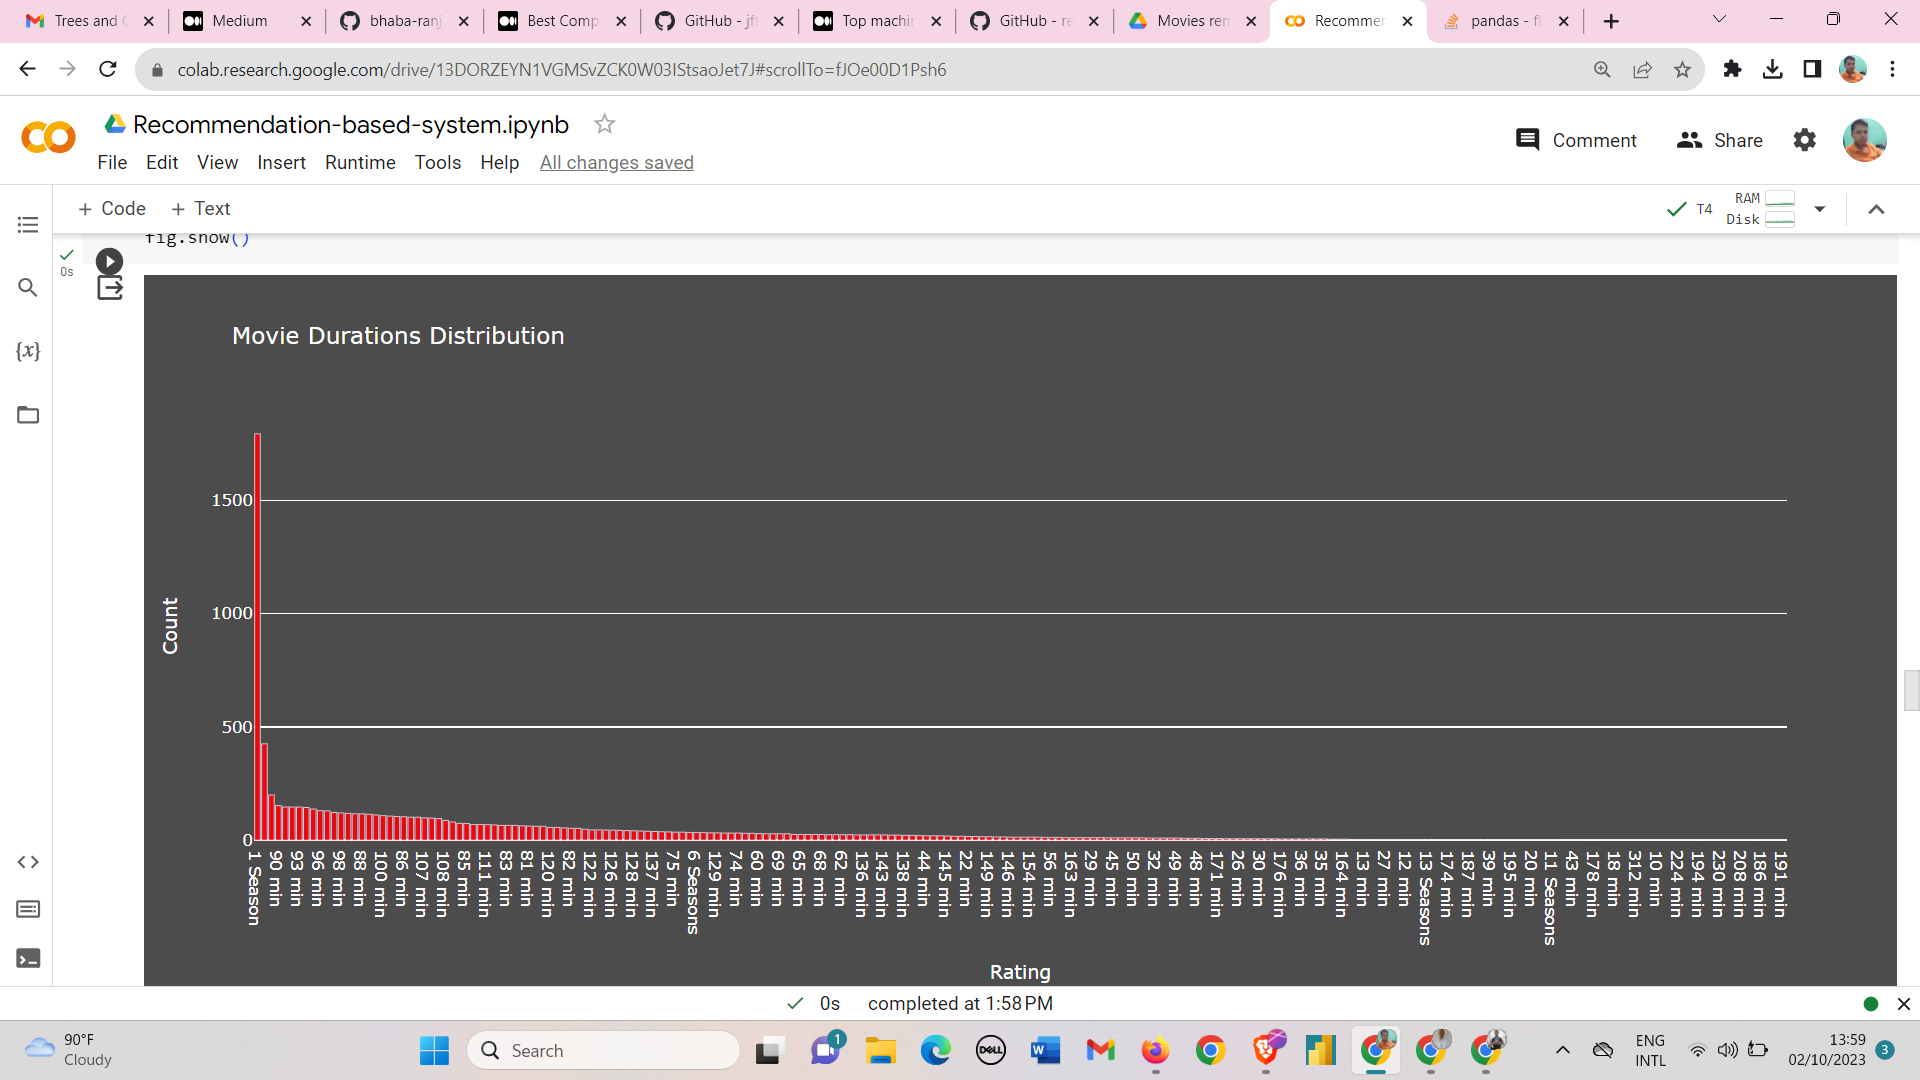 Trees and
Medium
bhaba-ranj
Best Comp
GitHub - jf
Top machin
GitHub - re
Movies ren
Recommen
pandas - fl
colab.research.google.com/drive/13DORZEYN1VGMSvZCK0W03IStsaoJet7J#scrollTo=fJOe00D1Psh6
Recommendation-based-system.ipynb
Comment
Share
File Edit View Insert Runtime Tools Help All changes saved
+ Code + Text
T4
RAM
Disk
fig.show()
0s
{x}
Movie Durations Distribution
1500
1000
500
0
Count
1 Season
90 min
93 min
96 min
98 min
88 min
100 min
86 min
107 min
108 min
85 min
111 min
83 min
81 min
120 min
82 min
122 min
126 min
128 min
137 min
75 min
6 Seasons
129 min
74 min
60 min
69 min
65 min
68 min
62 min
136 min
143 min
138 min
44 min
145 min
22 min
149 min
146 min
154 min
56 min
163 min
29 min
45 min
50 min
32 min
49 min
48 min
171 min
26 min
30 min
176 min
36 min
35 min
164 min
13 min
27 min
12 min
13 Seasons
174 min
187 min
39 min
195 min
20 min
11 Seasons
43 min
178 min
18 min
312 min
10 min
224 min
194 min
230 min
208 min
186 min
191 min
Rating
0s completed at 1:58 PM
90°F
Cloudy
Search
1
DELL
ENG
INTL
13:59
02/10/2023
3